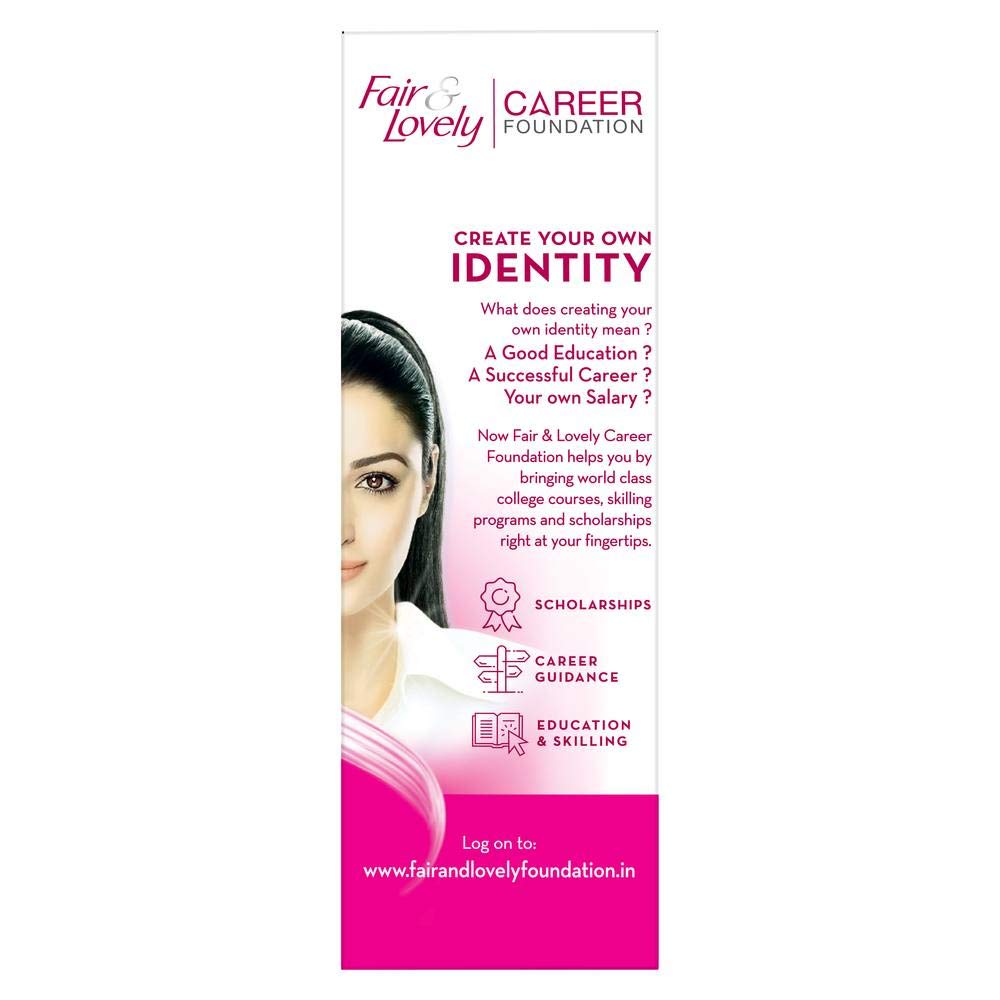 Fair &
Lovely
CAREER
FOUNDATION
CREATE YOUR OWN
IDENTITY
What does creating your
own identity mean ?
A Good Education ?
A Successful Career ?
Your own Salary ?
Now Fair & Lovely Career
Foundation helps you by
bringing world class
college courses, skilling
programs and scholarships
right at your fingertips.
SCHOLARSHIPS
CAREER
GUIDANCE
EDUCATION
& SKILLING
Log on to:
www.fairandlovelyfoundation.in